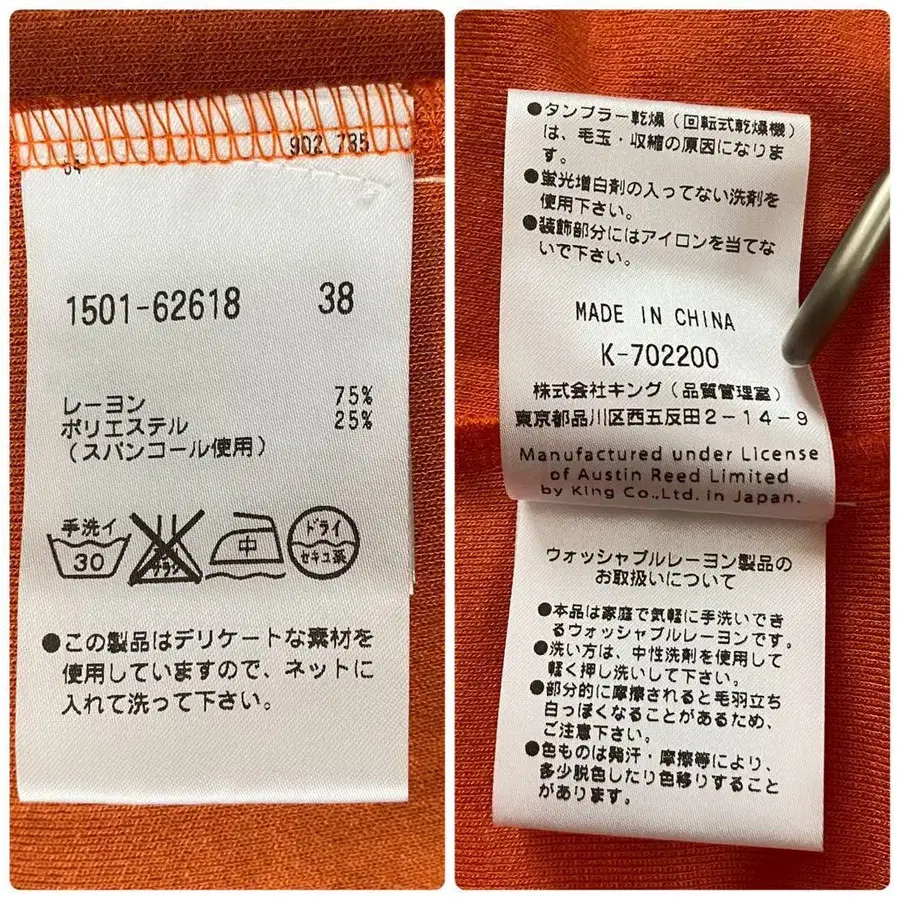 902 735
1501-62618 38
レーヨン 75%
ポリエステル 25%
(スパンコール使用)
手洗イ
30
中
ドライ
セキユ系
●この製品はデリケートな素材を
使用していますので、ネットに
入れて洗って下さい。
●タンブラー乾燥(回転式乾燥機)
は、毛玉・収縮の原因になりま
す。
●蛍光増白剤の入ってない洗剤を
使用下さい。
●装飾部分にはアイロンを当てな
いで下さい。
MADE IN CHINA
K-702200
株式会社キング(品質管理室)
東京都品川区西五反田2-14-9
Manufactured under License
of Austin Reed Limited
by King Co.,Ltd. in Japan.
ウォッシャブルレーヨン製品の
お取扱いについて
●本品は家庭で気軽に手洗いでき
るウォッシャブルレーヨンです。
●洗い方は、中性洗剤を使用して
軽く押し洗いして下さい。
●部分的に摩擦されると毛羽立ち
白っぽくなることがあるため、
ご注意下さい。
●色ものは発汗・摩擦等により、
多少脱色したり色移りすること
があります。